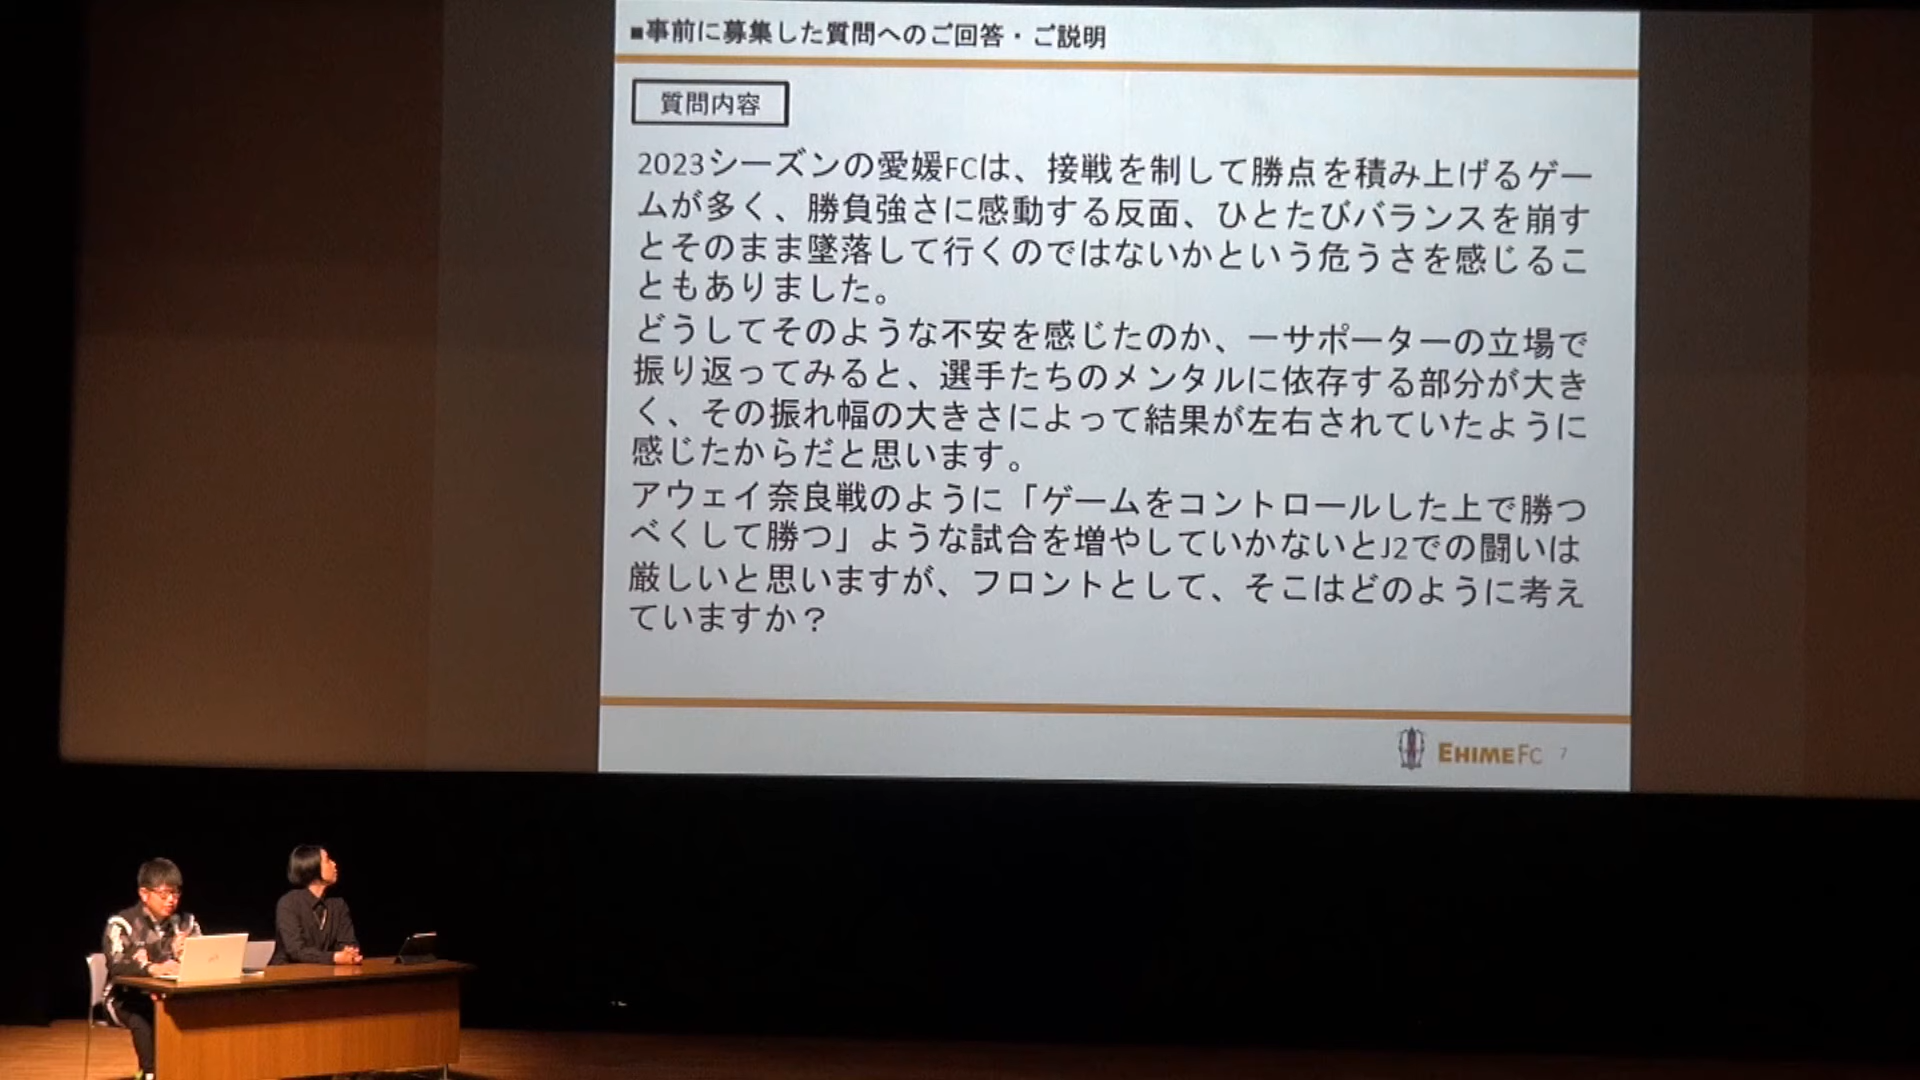 ■事前に募集した質問へのご回答・ご説明
質問内容
2023シーズンの愛媛FCは、接戦を制して勝点を積み上げるゲー
ムが多く、勝負強さに感動する反面、ひとたびバランスを崩す
とそのまま墜落して行くのではないかという危うさを感じるこ
ともありました。
どうしてそのような不安を感じたのか、一サポーターの立場で
振り返ってみると、選手たちのメンタルに依存する部分が大き
く、その振れ幅の大きさによって結果が左右されていたように
感じたからだと思います。
アウェイ奈良戦のように「ゲームをコントロールした上で勝つ
べくして勝つ」ような試合を増やしていかないとJ2での闘いは
厳しいと思いますが、フロントとして、そこはどのように考え
ていますか？
EHIME FC 7